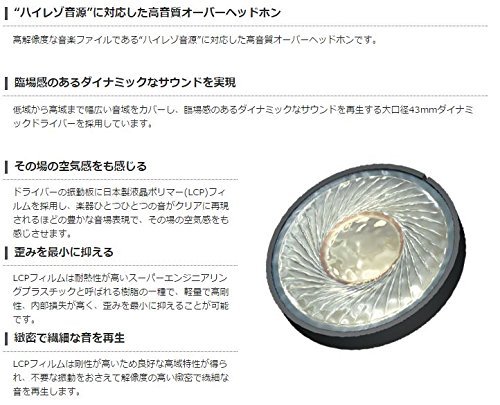 “ハイレゾ音源”に対応した高音質オーバーヘッドホン
高解像度な音楽ファイルである“ハイレゾ音源”に対応した高音質オーバーヘッドホンです。
臨場感のあるダイナミックなサウンドを実現
低域から高域まで幅広い音域をカバーし、臨場感のあるダイナミックなサウンドを再生する大口径43mmダイナミ
ックドライバーを採用しています。
その場の空気感をも感じる
ドライバーの振動板に日本製液晶ポリマー(LCP)フィ
ルムを採用し、楽器ひとつひとつの音がクリアに再現
されるほどの豊かな音場表現で、その場の空気感をも
感じさせます。
歪みを最小に抑える
LCPフィルムは耐熱性が高いスーパーエンジニアリン
グプラスチックと呼ばれる樹脂の一種で、軽量で高剛
性、内部損失が高く、歪みを最小に抑えることが可能
です。
緻密で繊細な音を再生
LCPフィルムは剛性が高いため良好な高域特性が得ら
れ、不要な振動をおさえて解像度の高い緻密で繊細な
音を再生します。